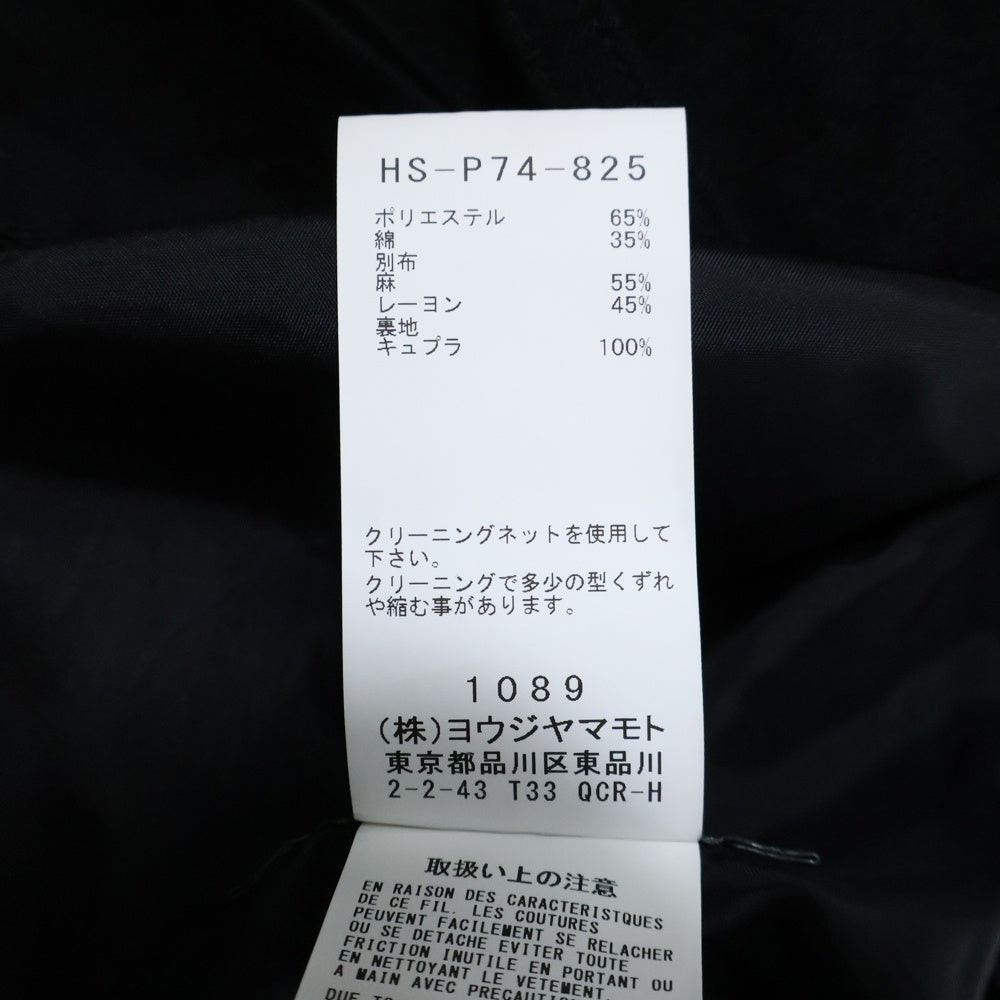 HS-P74-825
ポリエステル 65%
綿 35%
別布
麻 55%
レーヨン 45%
裏地
キュプラ 100%
クリーニングネットを使用して
下さい。
クリーニングで多少の型くずれ
や縮む事があります。
1089
(株)ヨウジヤマモト
東京都品川区東品川
2-2-43 T33 QCR-H
取扱い上の注意
EN RAISON DES CARACTERISTQUES
DE CE FIL. LES COUTURES
PEUVENT FACILEMENT SE RELACHER
OU SE DETACHE EVITER TOUTE
FRICTION INUTILE EN PORTANT OU
EN NETTOYANT LE VETEMENT.
A MAIN AVEC PRECAUTION
DUE TO